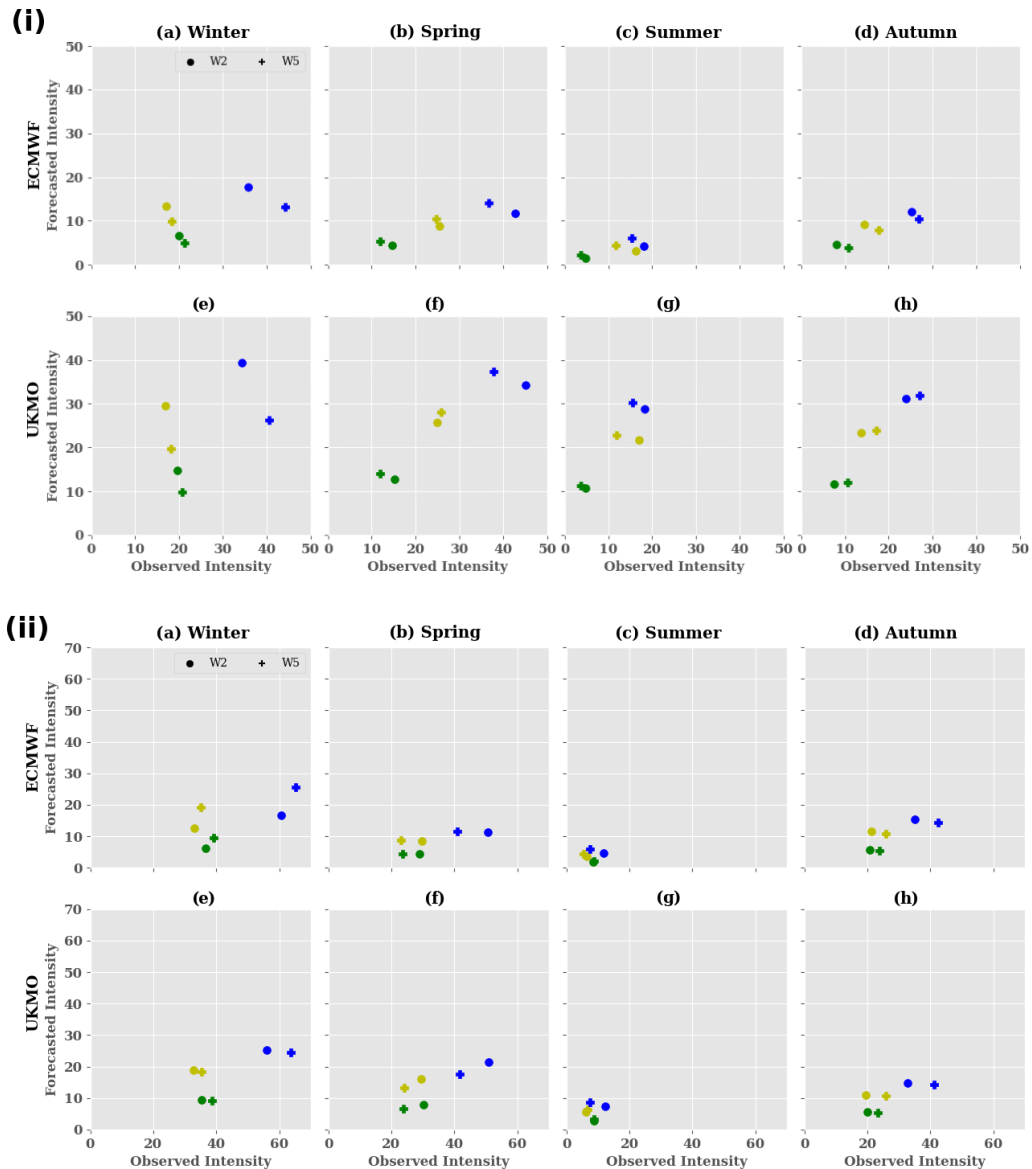 (i)
(a) Winter (b) Spring (c) Summer (d) Autumn
W2 W5
50
40
30
20
10
0
ECMWF
Forecasted Intensity
(e) (f) (g) (h)
50
40
30
20
10
0
UKMO
Forecasted Intensity
0 10 20 30 40 50 0 10 20 30 40 50 0 10 20 30 40 50 0 10 20 30 40 50
Observed Intensity Observed Intensity Observed Intensity Observed Intensity
(ii)
(a) Winter (b) Spring (c) Summer (d) Autumn
W2 W5
70
60
50
40
30
20
10
0
ECMWF
Forecasted Intensity
(e) (f) (g) (h)
70
60
50
40
30
20
10
0
UKMO
Forecasted Intensity
0 20 40 60 0 20 40 60 0 20 40 60 0 20 40 60
Observed Intensity Observed Intensity Observed Intensity Observed Intensity